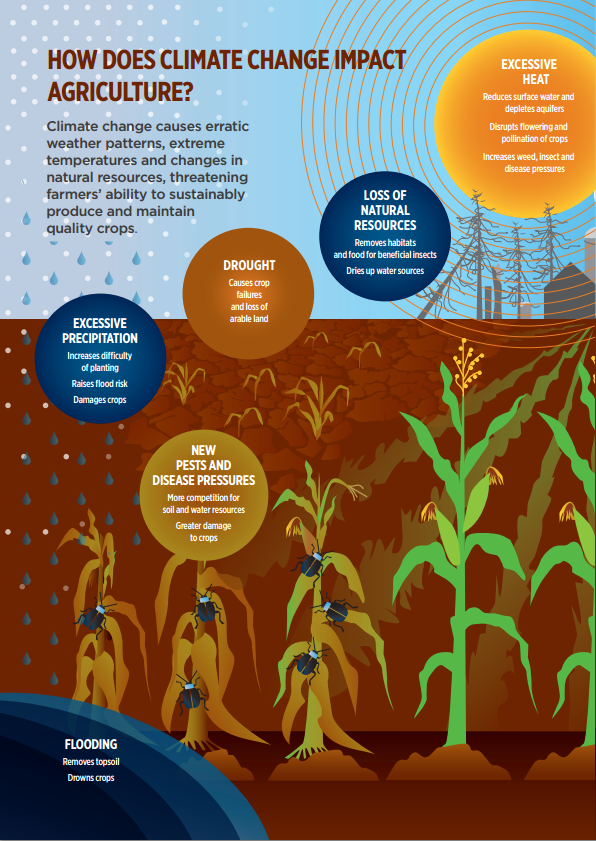 HOW DOES CLIMATE CHANGE IMPACT
AGRICULTURE?
Climate change causes erratic
weather patterns, extreme
temperatures and changes in
natural resources, threatening
farmers' ability to sustainably
produce and maintain
quality crops.
EXCESSIVE
HEAT
Reduces surface water and
depletes aquifers
Disrupts flowering and
pollination of crops
Increases weed, insect and
disease pressures
LOSS OF
NATURAL
RESOURCES
Removes habitats
and food for beneficial insects
Dries up water sources
DROUGHT
Causes crop
failures
and loss of
arable land
EXCESSIVE
PRECIPITATION
Increases difficulty
of planting
Raises flood risk
Damages crops
NEW
PESTS AND
DISEASE PRESSURES
More competition for
soil and water resources
Greater damage
to crops
FLOODING
Removes topsoil
Drowns crops